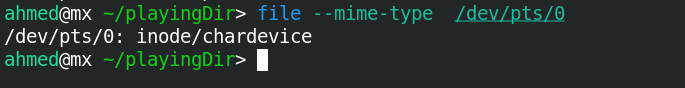 ahmed@mx ~/playingDir> file --mime-type  /dev/pts/0
/dev/pts/0: inode/chardevice
ahmed@mx ~/playingDir>